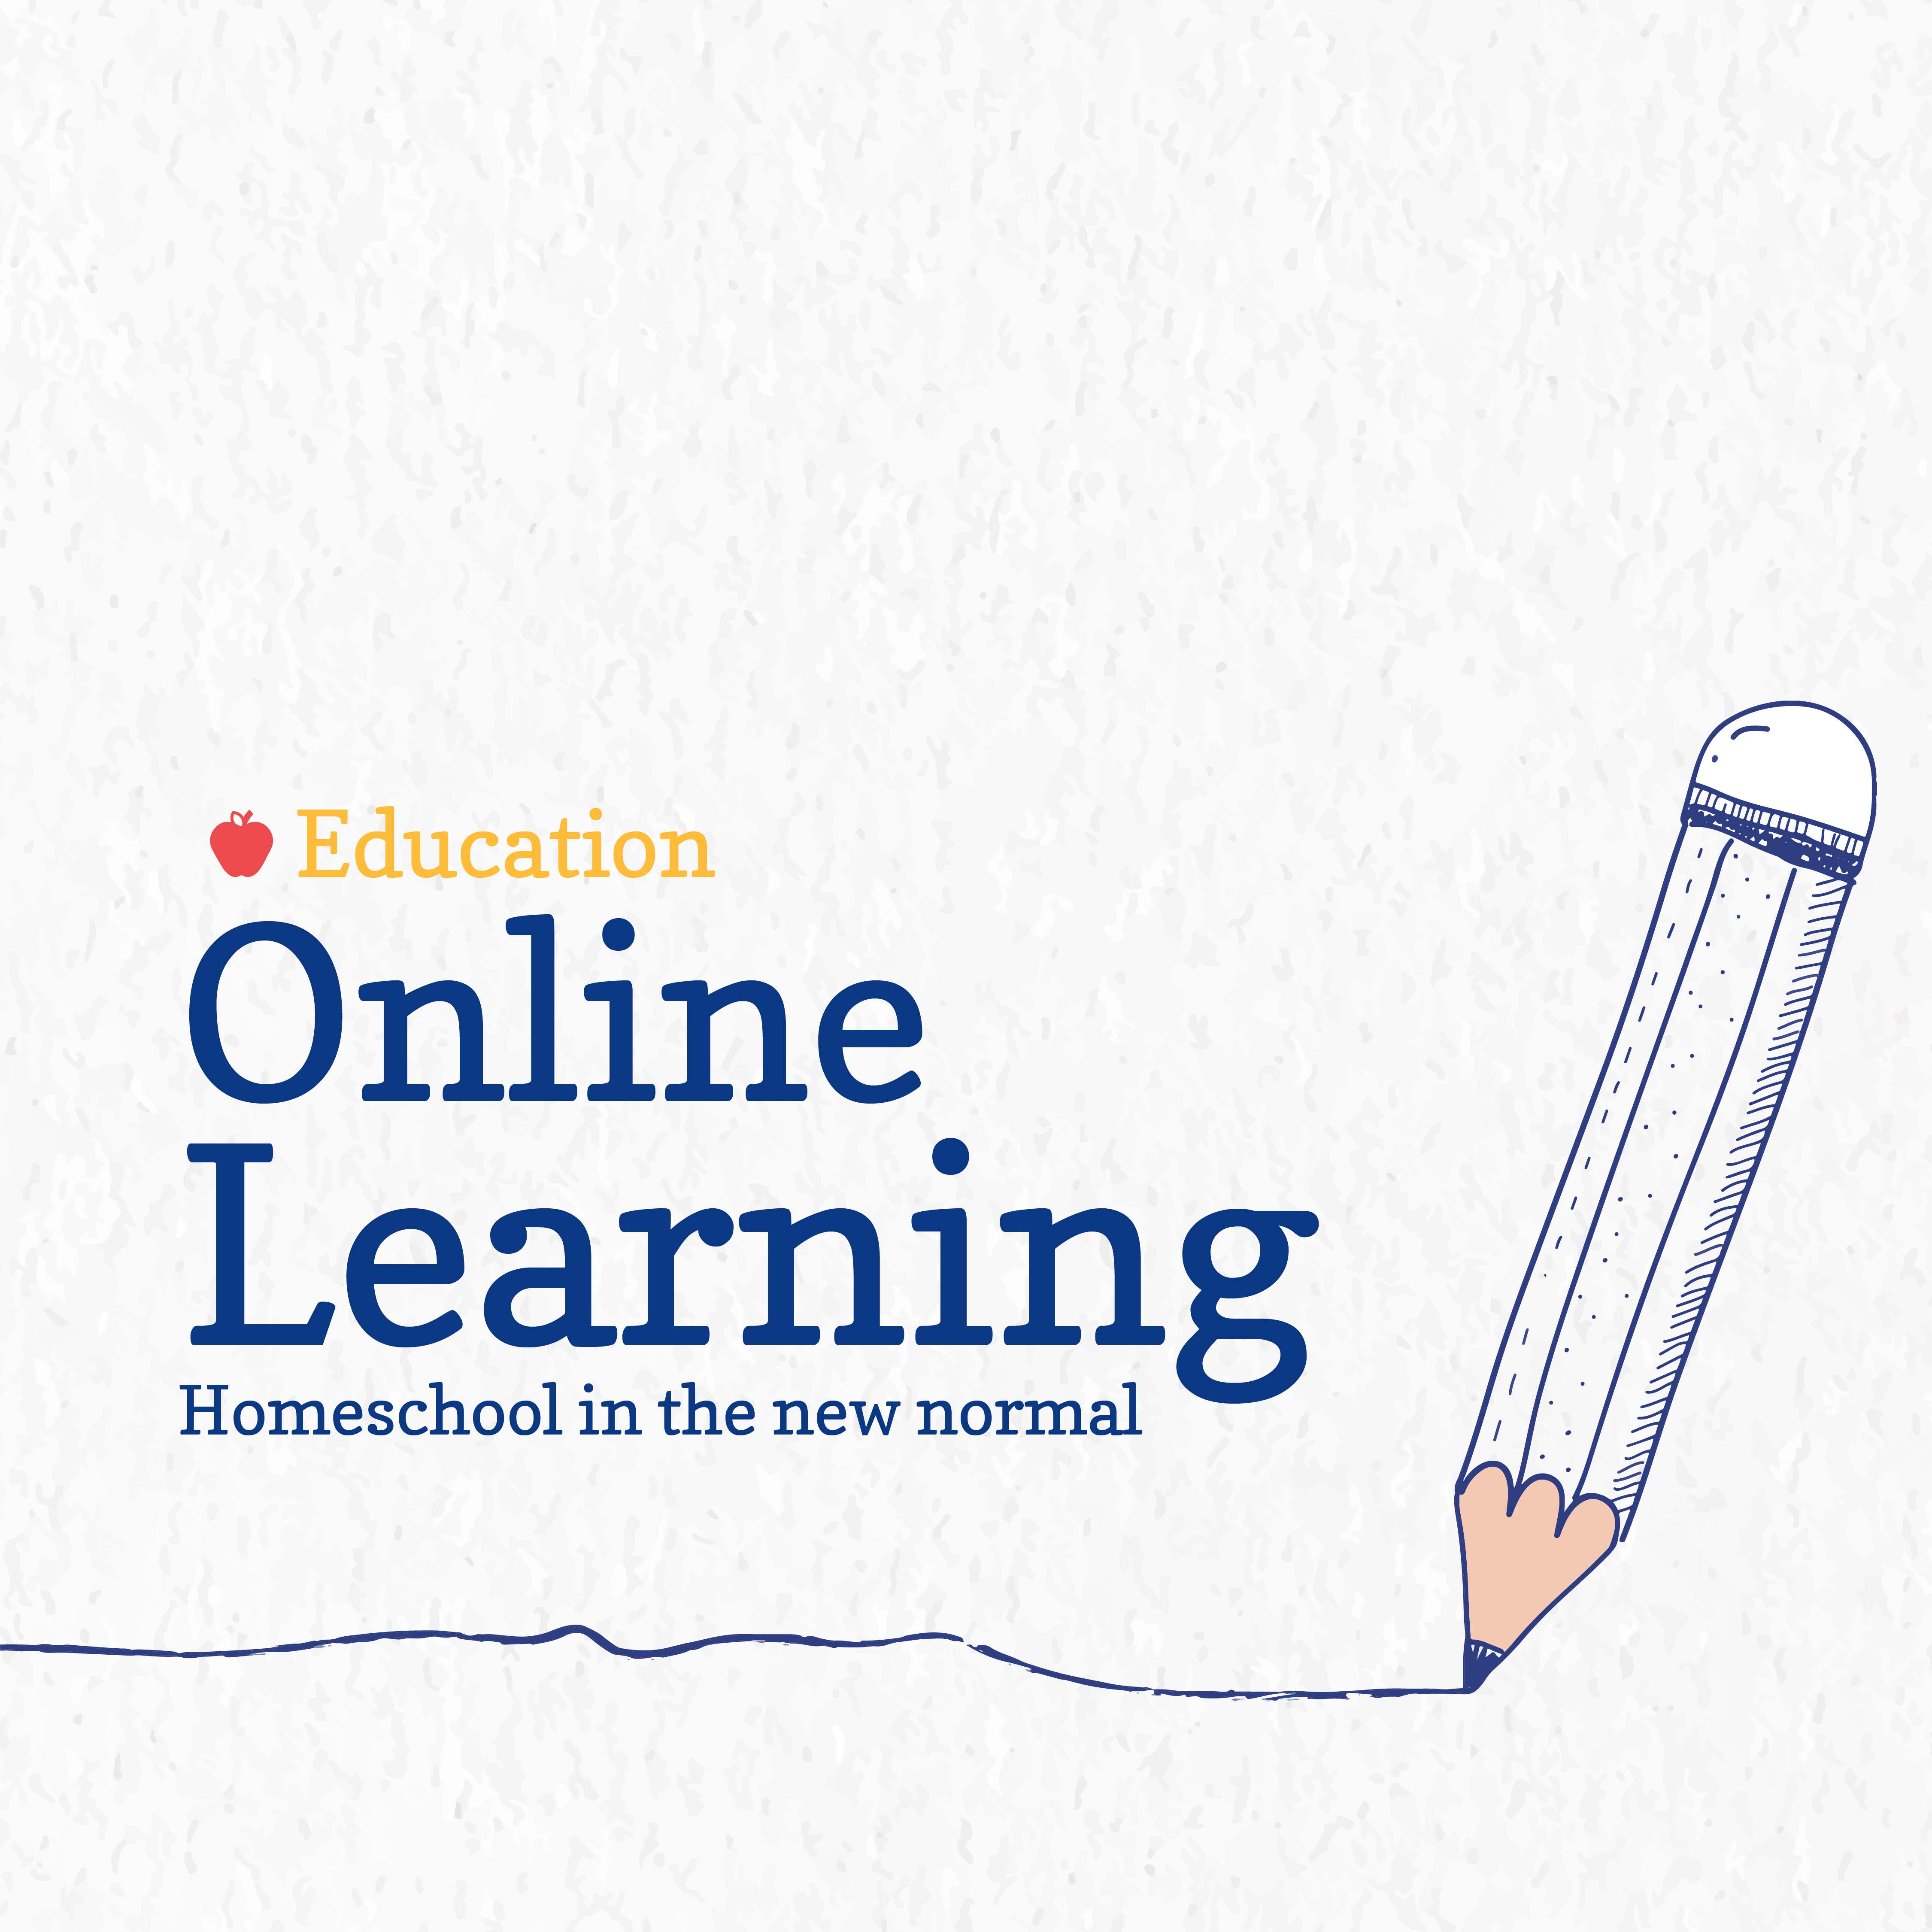 Education
Online
Learning
Homeschool in the new normal